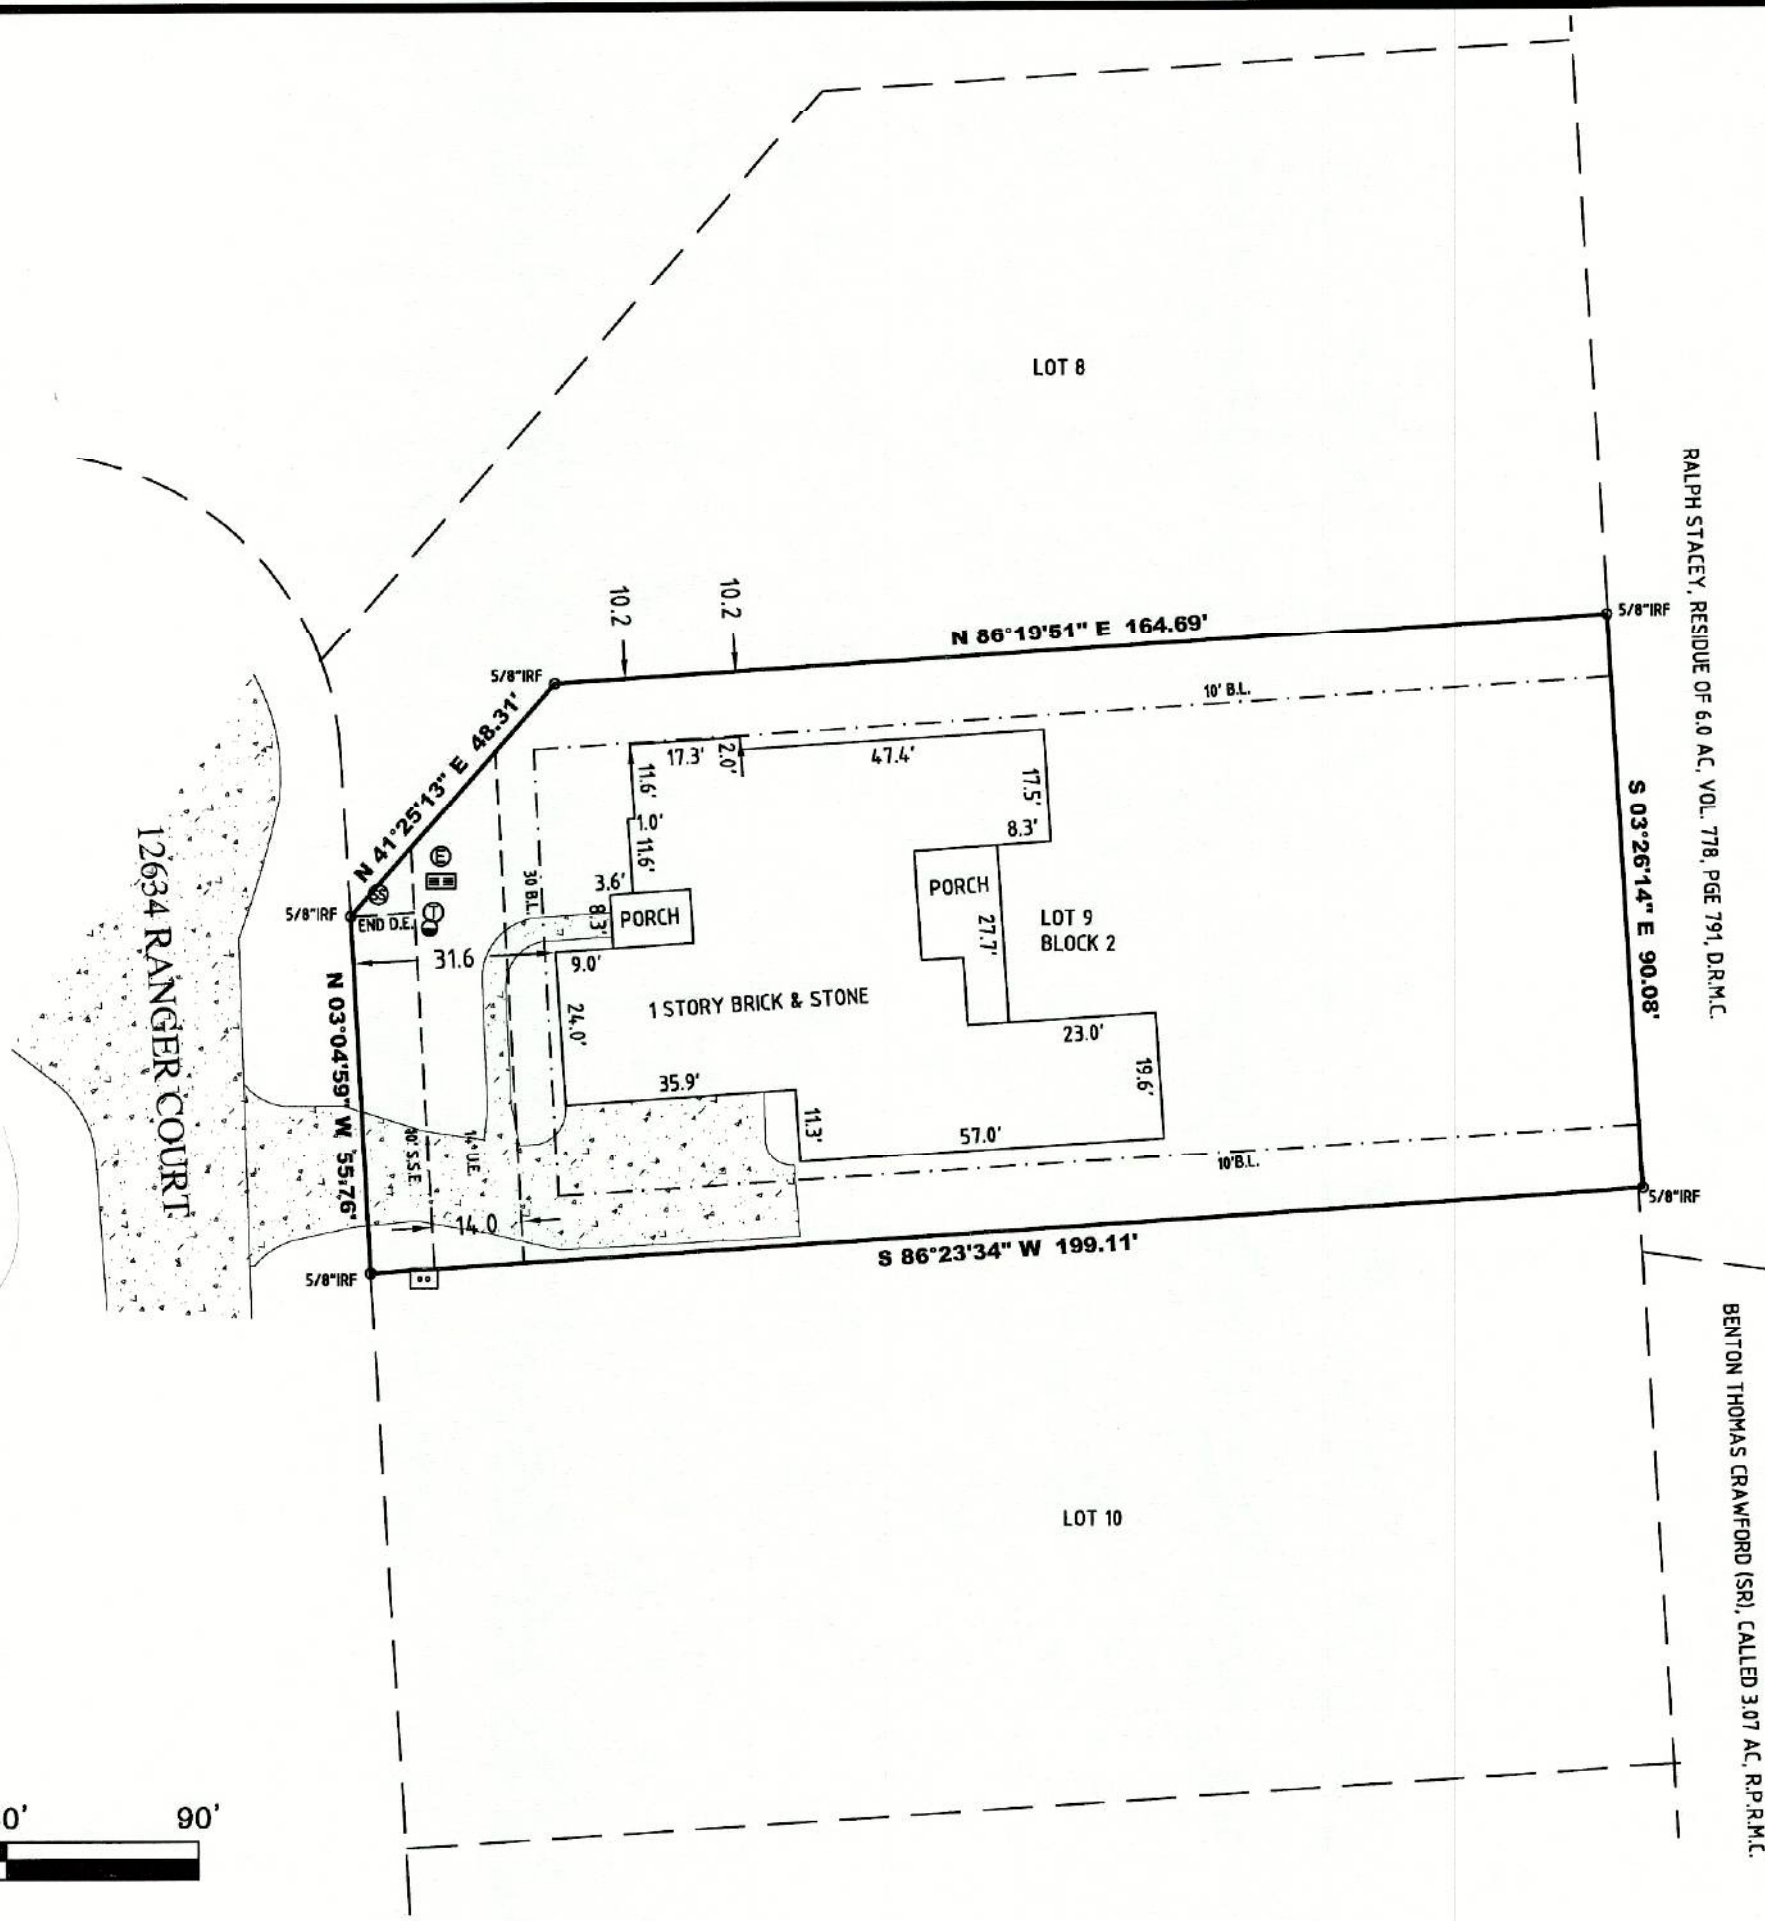 LOT 8
RALPH STACEY, RESIDUE OF 6.0 AC, VOL. 778, PGE 791, D.R.M.C.
10.2
10.2
N 86°19'51" E 164.69'
5/8"IRF
5/8"IRF
N 41°25'13" E 48.31'
10' B.L.
17.3'
2.0'
47.4'
11.6'
1.0'
11.6'
17.5'
8.3'
S 03°26'14" E 90.08'
12634 RANGER COURT
E
SS
T
30 B.L.
3.6'
8.3'
PORCH
PORCH
27.7'
LOT 9
BLOCK 2
5/8"IRF
END D.E.
31.6
9.0'
24.0'
1 STORY BRICK & STONE
23.0'
19.6'
N 03°04'59" W 55.76'
35.9'
11.3'
57.0'
10' S.S.E.
14' U.E.
10'B.L.
14.0
5/8"IRF
5/8"IRF
S 86°23'34" W 199.11'
BENTON THOMAS CRAWFORD (SR), CALLED 3.07 AC, R.P.R.M.C.
LOT 10
0'
90'